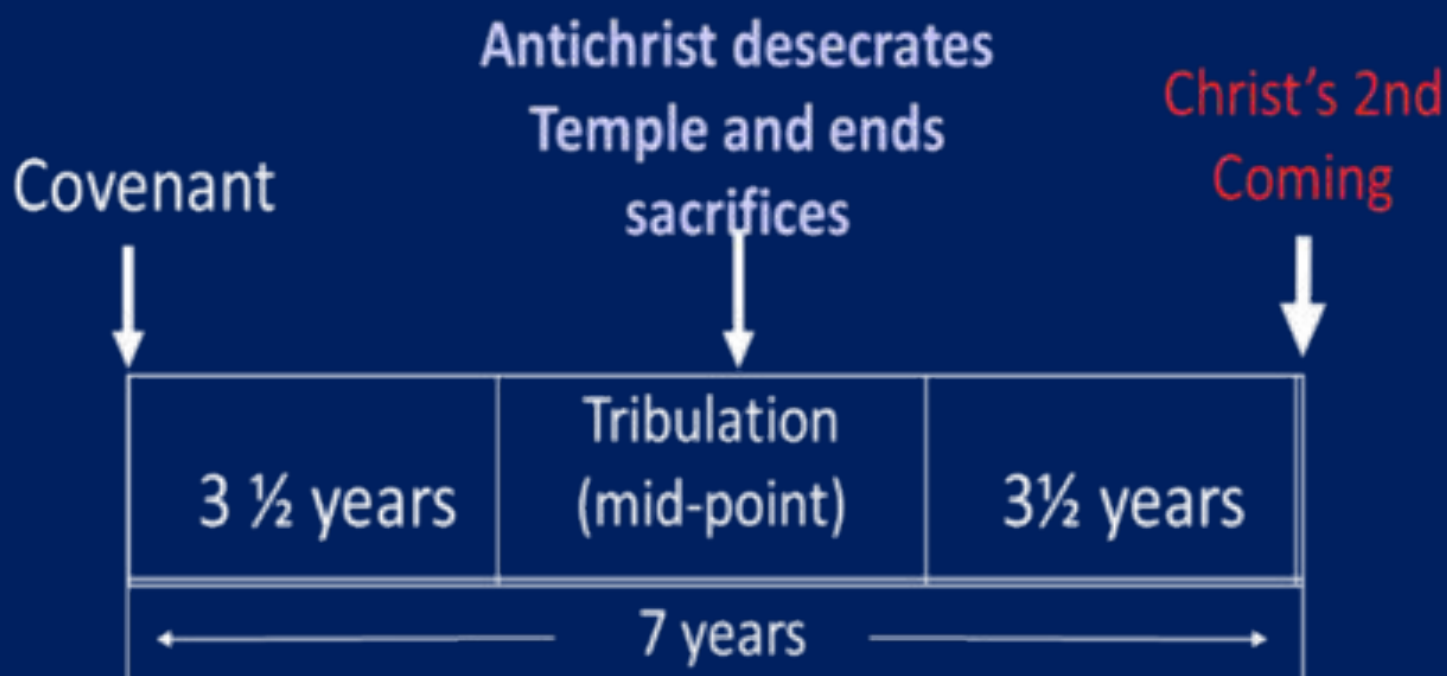 Antichrist desecrates
Temple and ends
sacrifices
Christ's 2nd
Coming
Covenant
3 ½ years
Tribulation
(mid-point)
3½ years
7 years